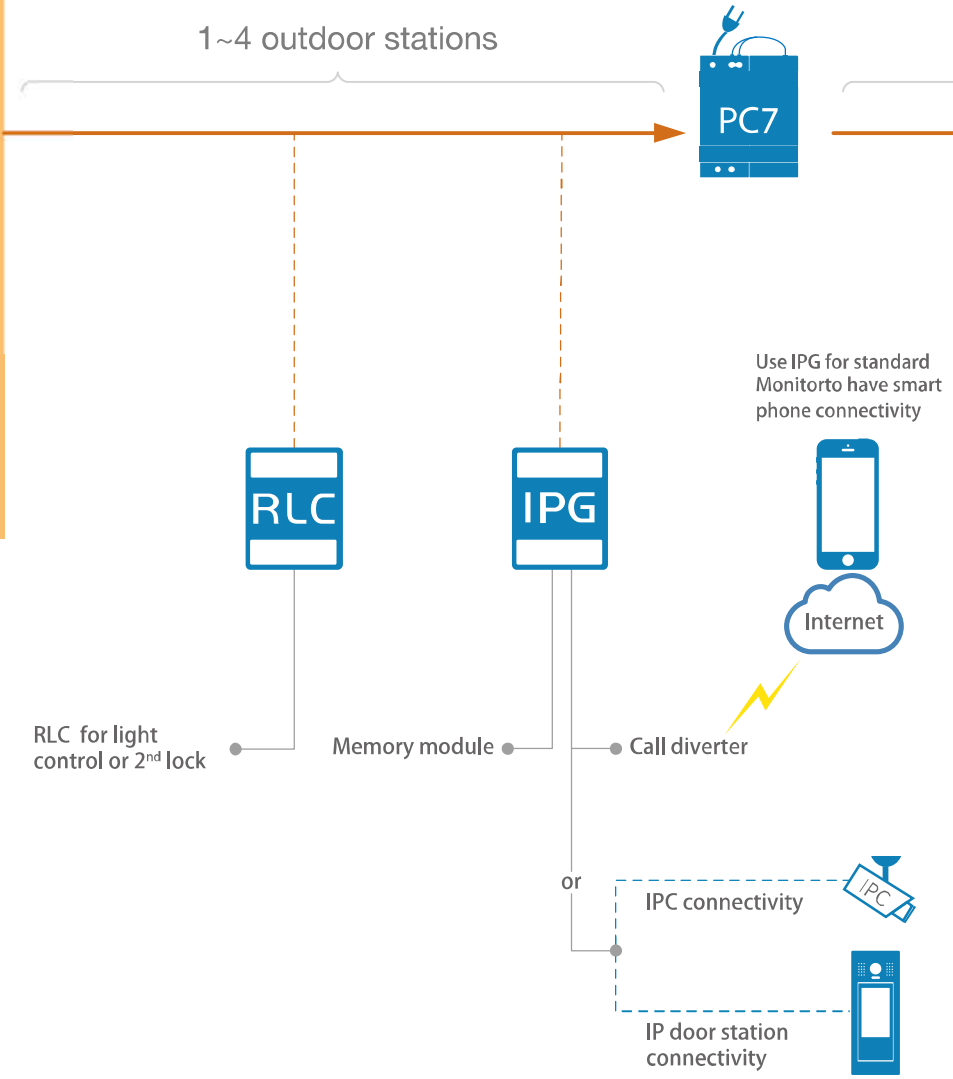 1~4 outdoor stations
PC7
Use IPG for standard
Monitorto have smart
phone connectivity
RLC
IPG
Internet
RLC for light
control or 2nd lock
Memory module
Call diverter
or
IPC connectivity
IPC
IP door station
connectivity